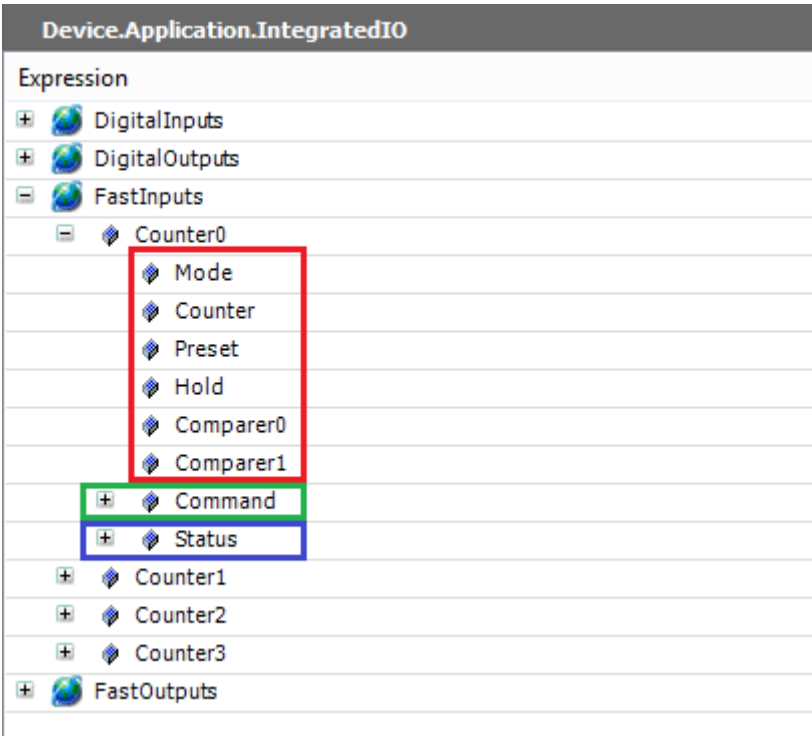 Device.Application.IntegratedIO
Expression
DigitalInputs
DigitalOutputs
FastInputs
Counter0
Mode
Counter
Preset
Hold
Comparer0
Comparer1
Command
Status
Counter1
Counter2
Counter3
FastOutputs